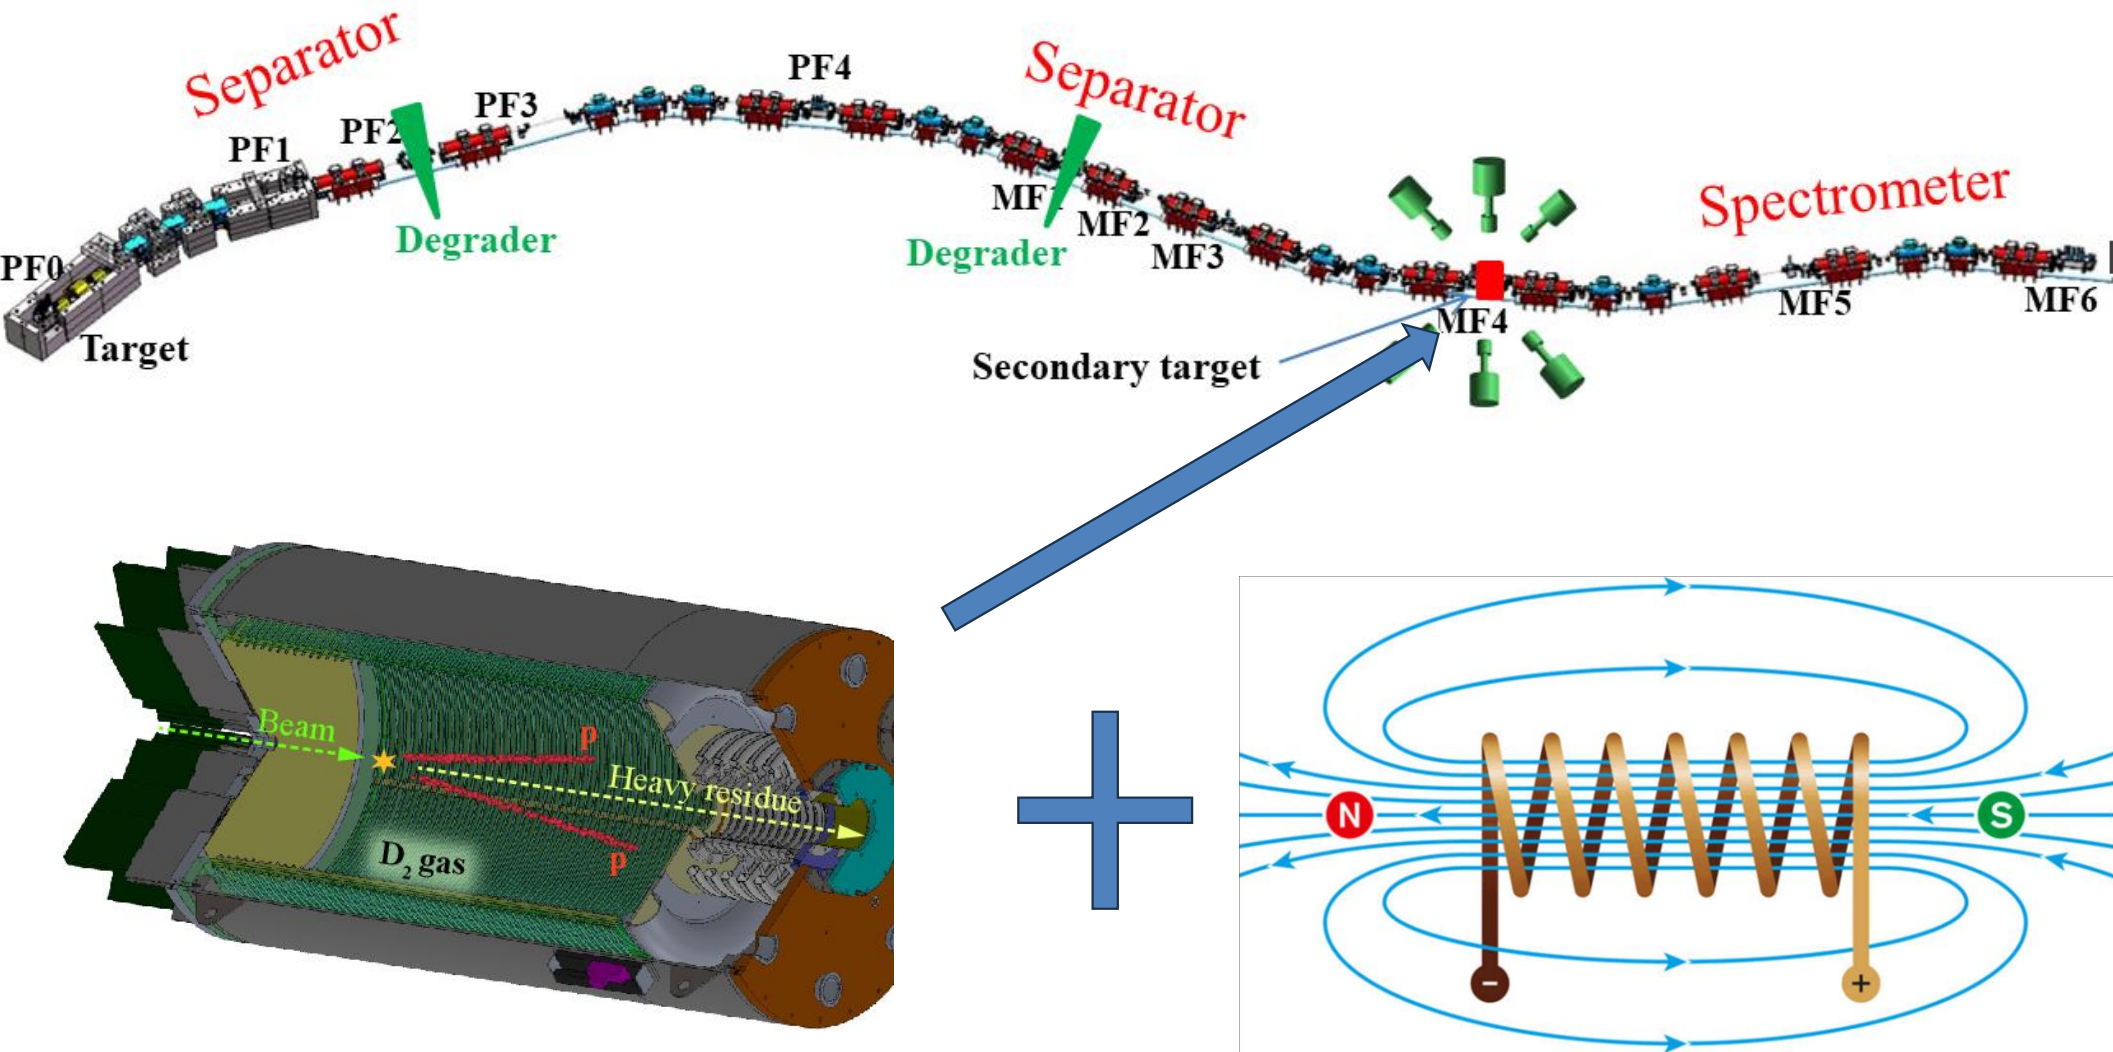 Separator
PF1
PF2
PF3
PF4
Separator
PF0
Target
Degrader
Degrader
MF1
MF2
MF3
MF4
Secondary target
Spectrometer
MF5
MF6
Beam
p
Heavy residue
p
D2 gas
N
S
-
+